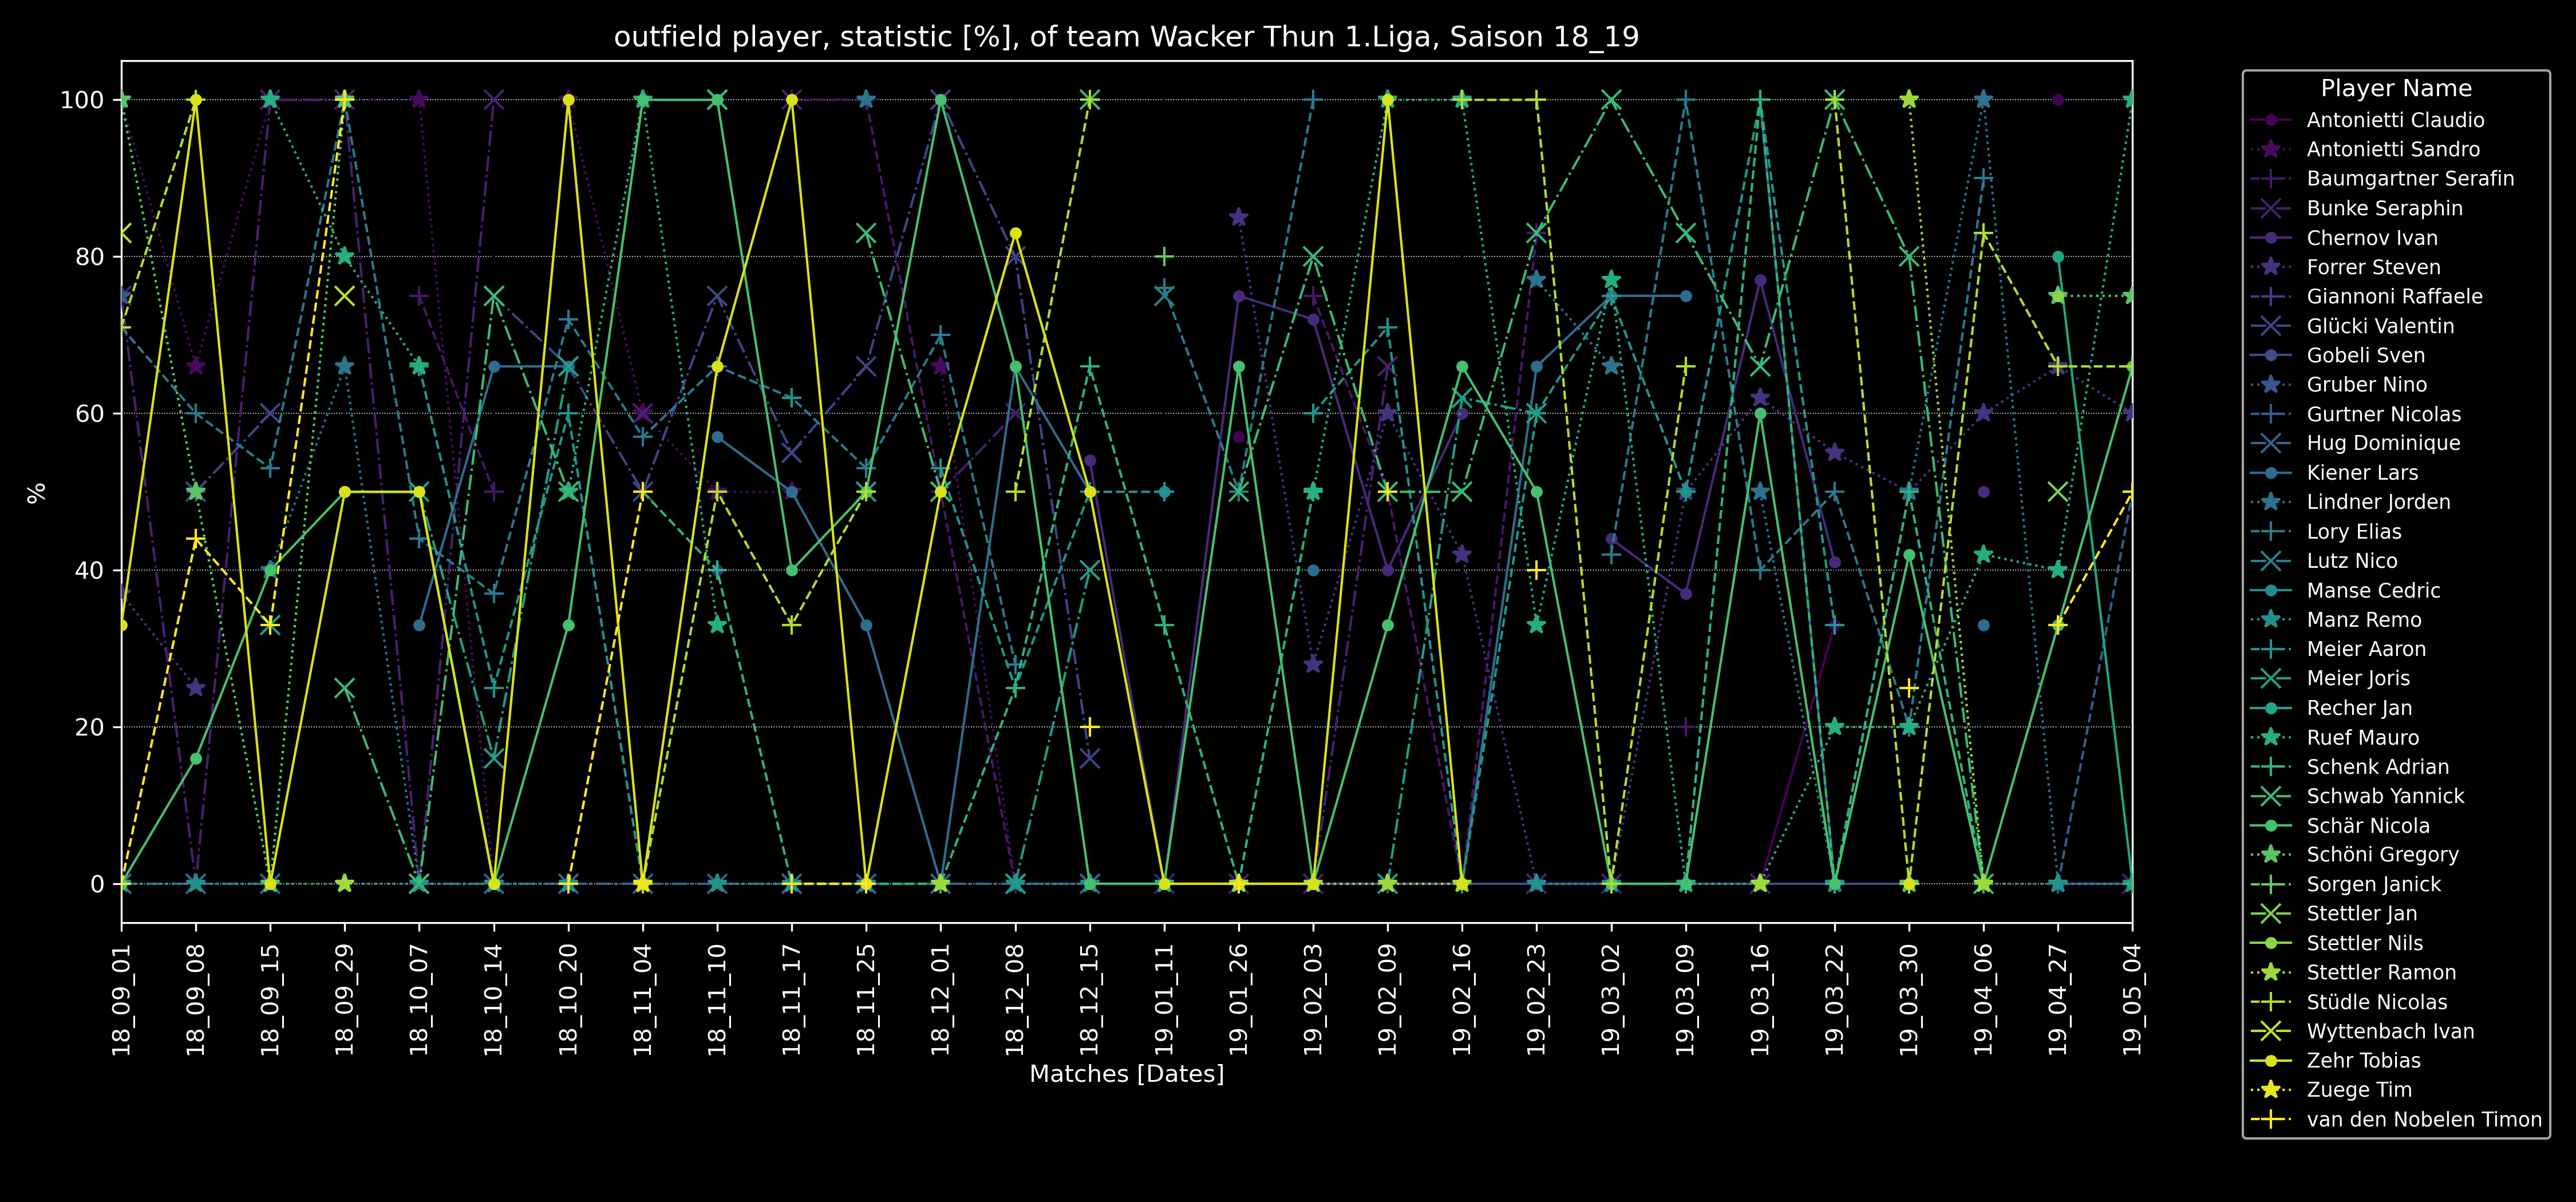 outfield player, statistic [%], of team Wacker Thun 1.Liga, Saison 18_19
100
80
60
40
20
0
%
18_09_01
18_09_08
18_09_15
18_09_29
18_10_07
18_10_14
18_10_20
18_11_04
18_11_10
18_11_17
18_11_25
18_12_01
18_12_08
18_12_15
19_01_11
19_01_26
19_02_03
19_02_09
19_02_16
19_02_23
19_03_02
19_03_09
19_03_16
19_03_22
19_03_30
19_04_06
19_04_27
19_05_04
Matches [Dates]
Player Name
Antonietti Claudio
Antonietti Sandro
Baumgartner Serafin
Bunke Seraphin
Chernov Ivan
Forrer Steven
Giannoni Raffaele
Glücki Valentin
Gobeli Sven
Gruber Nino
Gurtner Nicolas
Hug Dominique
Kiener Lars
Lindner Jorden
Lory Elias
Lutz Nico
Manse Cedric
Manz Remo
Meier Aaron
Meier Joris
Recher Jan
Ruef Mauro
Schenk Adrian
Schwab Yannick
Schär Nicola
Schöni Gregory
Sorgen Janick
Stettler Jan
Stettler Nils
Stettler Ramon
Stüdle Nicolas
Wyttenbach Ivan
Zehr Tobias
Zuege Tim
van den Nobelen Timon